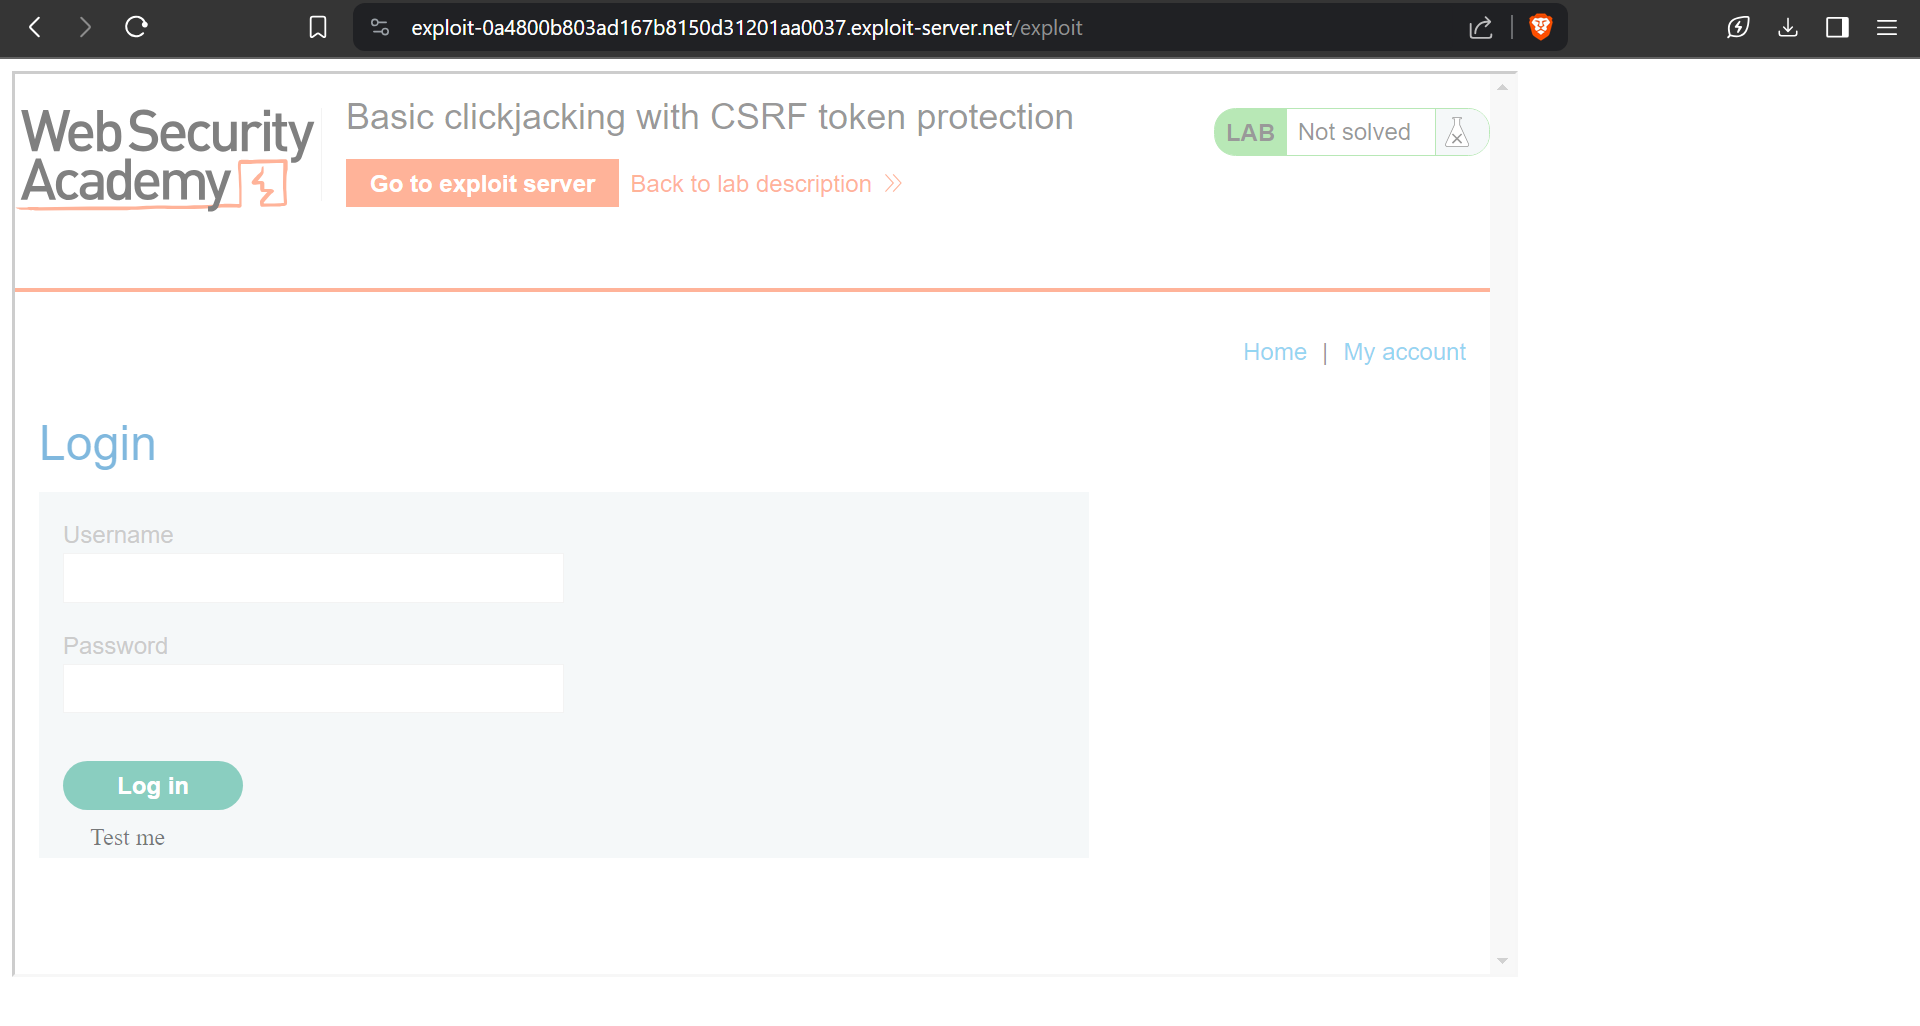 exploit-0a4800b803ad167b8150d31201aa0037.exploit-server.net/exploit
Web Security
Academy
Basic clickjacking with CSRF token protection
Go to exploit server
Back to lab description
LAB
Not solved
Home | My account
Login
Username
Password
Log in
Test me